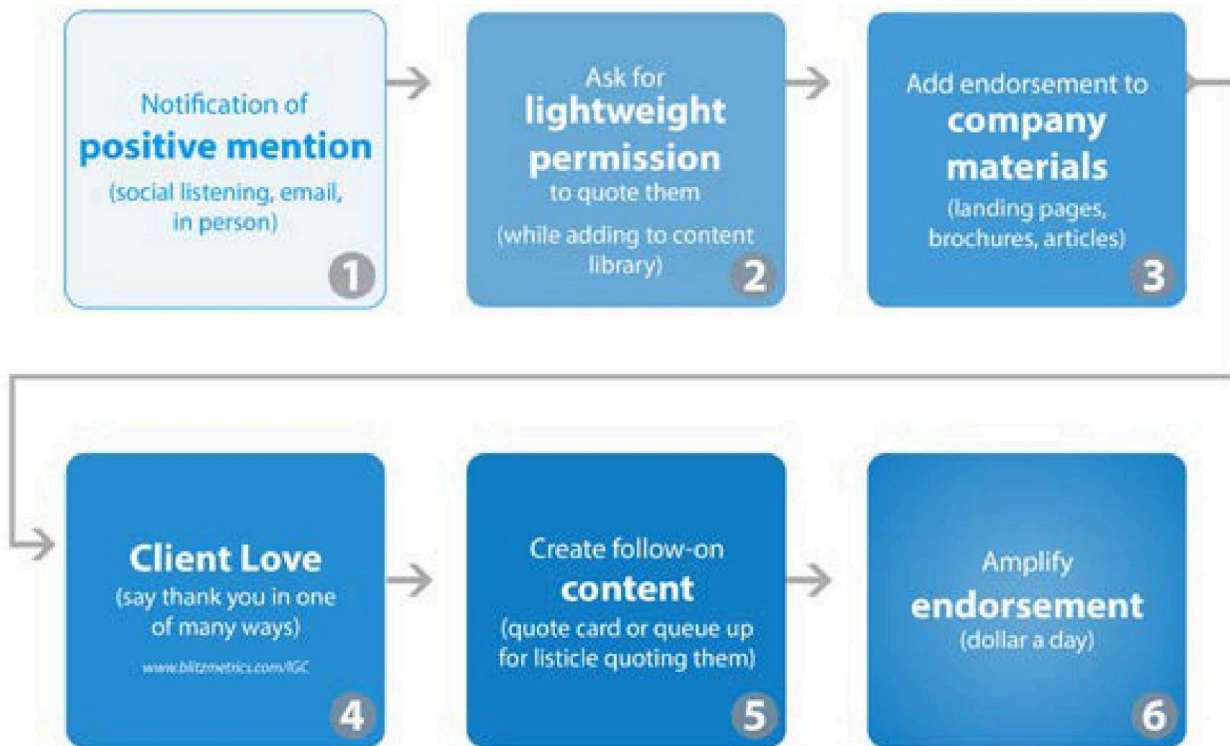 Notification of
positive mention
(social listening, email,
in person)
1
Ask for
lightweight
permission
to quote them
(while adding to content
library)
2
Add endorsement to
company
materials
(landing pages,
brochures, articles)
3
Client Love
(say thank you in one
of many ways)
www.blitzmetrics.com/IGC
4
Create follow-on
content
(quote card or queue up
for listicle quoting them)
5
Amplify
endorsement
(dollar a day)
6